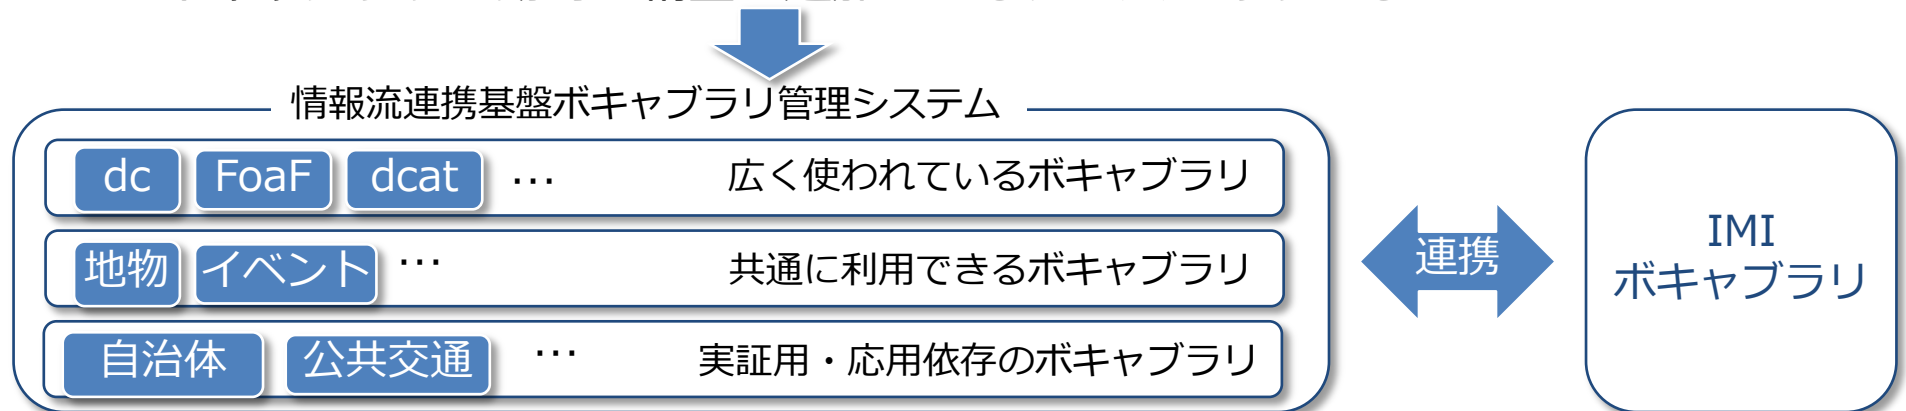 情報流連携基盤ボキャブラリ管理システム
dc FoaF dcat … 広く使われているボキャブラリ
地物 イベント … 共通に利用できるボキャブラリ
自治体 公共交通 … 実証用・応用依存のボキャブラリ
連携
IMI
ボキャブラリ